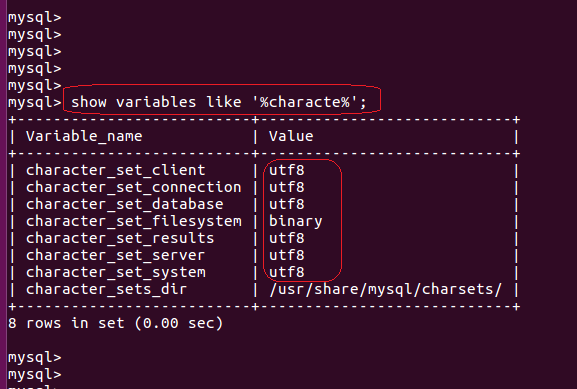 mysql>
mysql>
mysql>
mysql>
mysql>
mysql> show variables like '%characte%';
+--------------------------+----------------------------+
| Variable_name | Value |
+--------------------------+----------------------------+
| character_set_client | utf8 |
| character_set_connection | utf8 |
| character_set_database | utf8 |
| character_set_filesystem | binary |
| character_set_results | utf8 |
| character_set_server | utf8 |
| character_set_system | utf8 |
| character_sets_dir | /usr/share/mysql/charsets/ |
+--------------------------+----------------------------+
8 rows in set (0.00 sec)
mysql>
mysql>
mysql>